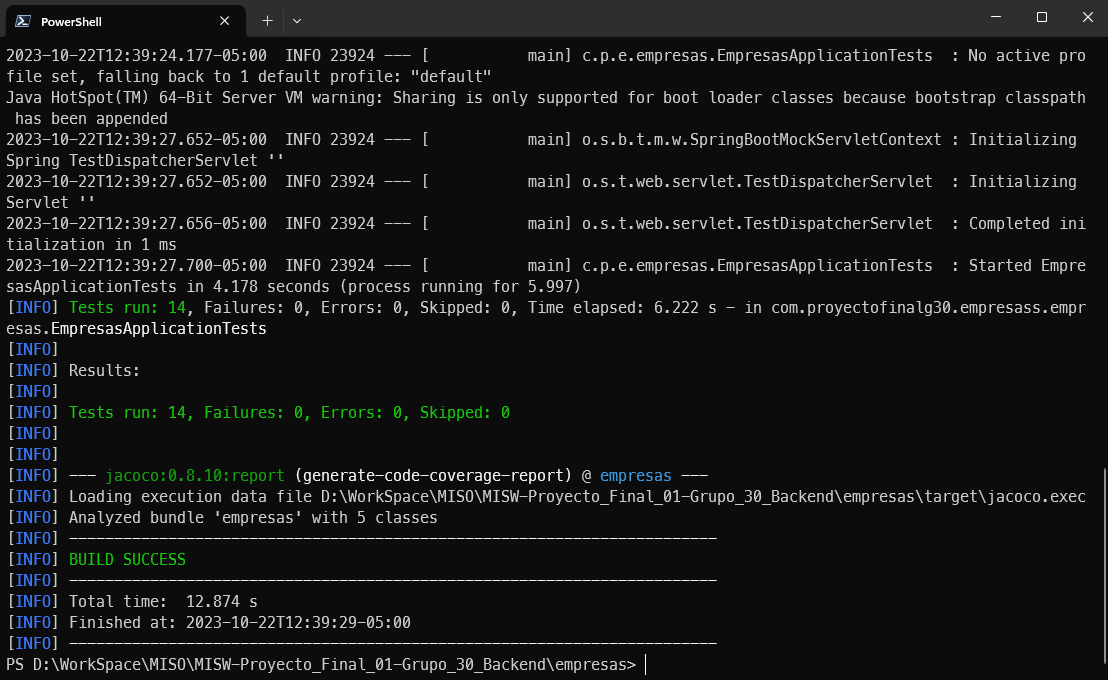 PowerShell
2023-10-22T12:39:24.177-05:00  INFO 23924 --- [           main] c.p.e.empresas.EmpresasApplicationTests  : No active pro
file set, falling back to 1 default profile: "default"
Java HotSpot(TM) 64-Bit Server VM warning: Sharing is only supported for boot loader classes because bootstrap classpath
 has been appended
2023-10-22T12:39:27.652-05:00  INFO 23924 --- [           main] o.s.b.t.m.w.SpringBootMockServletContext : Initializing
Spring TestDispatcherServlet ''
2023-10-22T12:39:27.652-05:00  INFO 23924 --- [           main] o.s.t.web.servlet.TestDispatcherServlet  : Initializing
Servlet ''
2023-10-22T12:39:27.656-05:00  INFO 23924 --- [           main] o.s.t.web.servlet.TestDispatcherServlet  : Completed ini
tialization in 1 ms
2023-10-22T12:39:27.700-05:00  INFO 23924 --- [           main] c.p.e.empresas.EmpresasApplicationTests  : Started Empre
sasApplicationTests in 4.178 seconds (process running for 5.997)
[INFO] Tests run: 14, Failures: 0, Errors: 0, Skipped: 0, Time elapsed: 6.222 s - in com.proyectofinalg30.empresass.empr
esas.EmpresasApplicationTests
[INFO]
[INFO] Results:
[INFO]
[INFO] Tests run: 14, Failures: 0, Errors: 0, Skipped: 0
[INFO]
[INFO]
[INFO] --- jacoco:0.8.10:report (generate-code-coverage-report) @ empresas ---
[INFO] Loading execution data file D:\WorkSpace\MISO\MISW-Proyecto_Final_01-Grupo_30_Backend\empresas\target\jacoco.exec
[INFO] Analyzed bundle 'empresas' with 5 classes
[INFO] ------------------------------------------------------------------------
[INFO] BUILD SUCCESS
[INFO] ------------------------------------------------------------------------
[INFO] Total time:  12.874 s
[INFO] Finished at: 2023-10-22T12:39:29-05:00
[INFO] ------------------------------------------------------------------------
PS D:\WorkSpace\MISO\MISW-Proyecto_Final_01-Grupo_30_Backend\empresas>